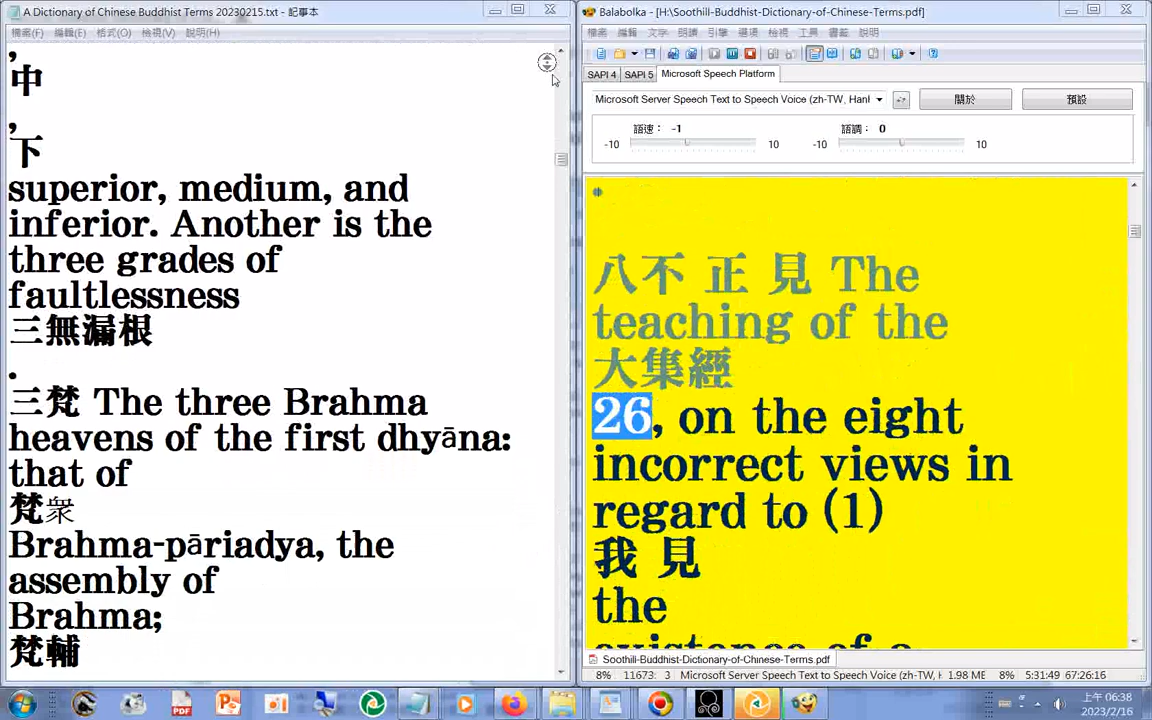 A Dictionary of Chinese Buddhist Terms 20230215.txt - 記事本
檔案(F) 編輯(E) 格式(O) 檢視(V) 說明(H)
,
中
,
下
superior, medium, and
inferior. Another is the
three grades of
faultlessness
三無漏根
.
三梵 The three Brahma
heavens of the first dhyāna:
that of
梵衆
Brahma-pāriadya, the
assembly of
Brahma;
梵輔
Balabolka - [H:\Soothill-Buddhist-Dictionary-of-Chinese-Terms.pdf]
檔案 編輯 文字 朗讀 引擎 選項 檢視 工具 書籤 說明
SAPI 4 SAPI 5 Microsoft Speech Platform
Microsoft Server Speech Text to Speech Voice (zh-TW, Hanl
關於
預設
語速： -1 語調： 0
-10 10 -10 10
八不 正 見 The
teaching of the
大集經
26, on the eight
incorrect views in
regard to (1)
我 見
the
existence of a
Soothill-Buddhist-Dictionary-of-Chinese-Terms.pdf
8% 11673: 3 Microsoft Server Speech Text to Speech Voice (zh-TW, H 1.98 ME 8% 5:31:49 67:26:16
PDF
上午 06:38
2023/2/16